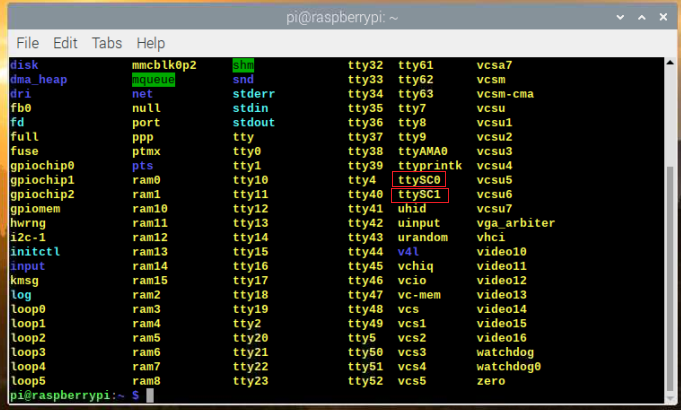 pi@raspberrypi: ~
File Edit Tabs Help
disk mmcblk0p2 shm tty32 tty61 vcsa7
dma_heap mqueue snd tty33 tty62 vcsm
dri net stderr tty34 tty63 vcsm-cma
fb0 null stdin tty35 tty7 vcsu
fd port stdout tty36 tty8 vcsu1
full ppp tty tty37 tty9 vcsu2
fuse ptmx tty0 tty38 ttyAMA0 vcsu3
gpiochip0 pts tty1 tty39 ttyprintk vcsu4
gpiochip1 ram0 tty10 tty4 ttySC0 vcsu5
gpiochip2 ram1 tty11 tty40 ttySC1 vcsu6
gpiomem ram10 tty12 tty41 uhid vcsu7
hwrng ram11 tty13 tty42 uinput vga_arbiter
i2c-1 ram12 tty14 tty43 urandom vhci
initctl ram13 tty15 tty44 v4l video10
input ram14 tty16 tty45 vchiq video11
kmsg ram15 tty17 tty46 vcio video12
log ram2 tty18 tty47 vc-mem video13
loop0 ram3 tty19 tty48 vcs video14
loop1 ram4 tty2 tty49 vcs1 video15
loop2 ram5 tty20 tty5 vcs2 video16
loop3 ram6 tty21 tty50 vcs3 watchdog
loop4 ram7 tty22 tty51 vcs4 watchdog0
loop5 ram8 tty23 tty52 vcs5 zero
pi@raspberrypi:~ $